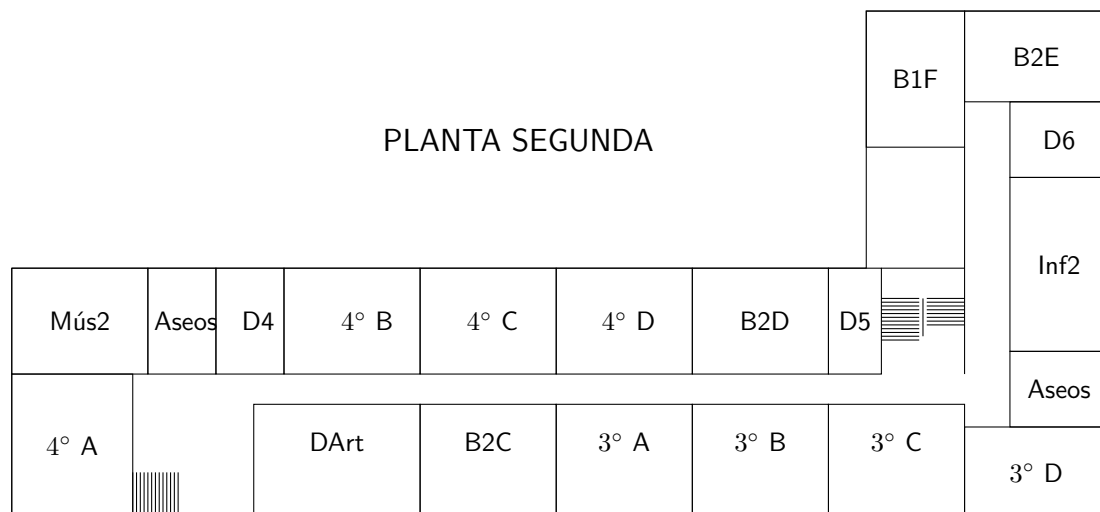 B2E
B1F
PLANTA SEGUNDA
D6
Inf2
Mús2
Aseos
D4
4° B
4° C
4° D
B2D
D5
Aseos
4° A
DArt
B2C
3° A
3° B
3° C
3° D